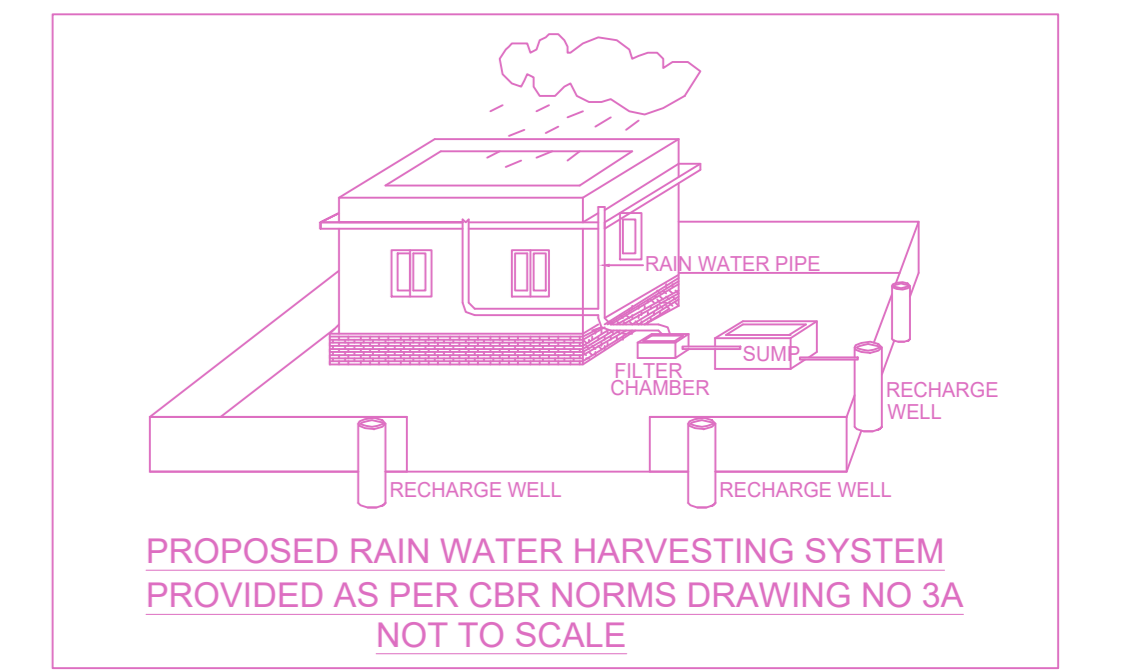 RAIN WATER PIPE
SUMP
FILTER
CHAMBER
RECHARGE
WELL
RECHARGE WELL
RECHARGE WELL
PROPOSED RAIN WATER HARVESTING SYSTEM
PROVIDED AS PER CBR NORMS DRAWING NO 3A
NOT TO SCALE